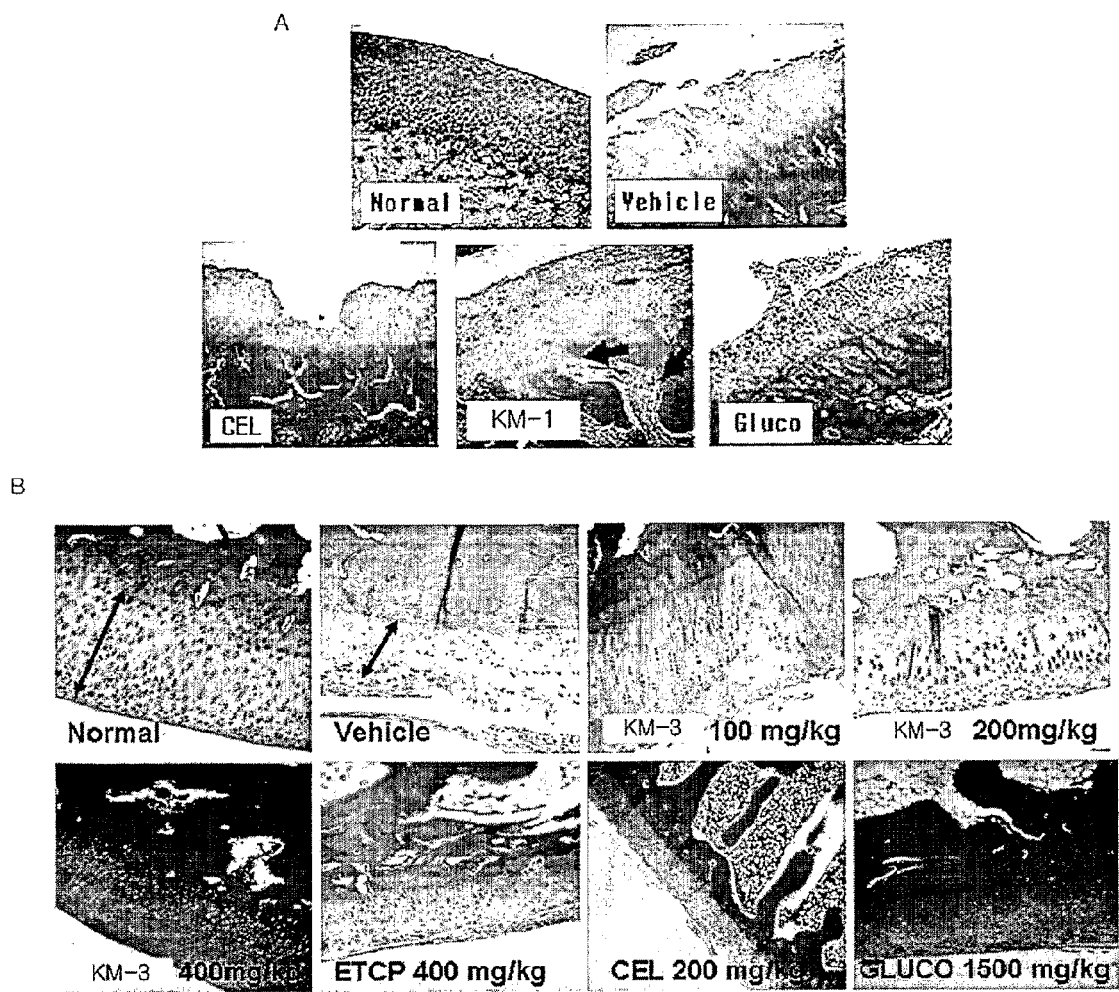 A
Normal
Vehicle
CEL
KM-1
Gluco
B
Normal
Vehicle
KM-3 100 mg/kg
KM-3 200mg/kg
KM-3 400mg/kg
ETCP 400 mg/kg
CEL 200 mg/kg
GLUCO 1500 mg/kg